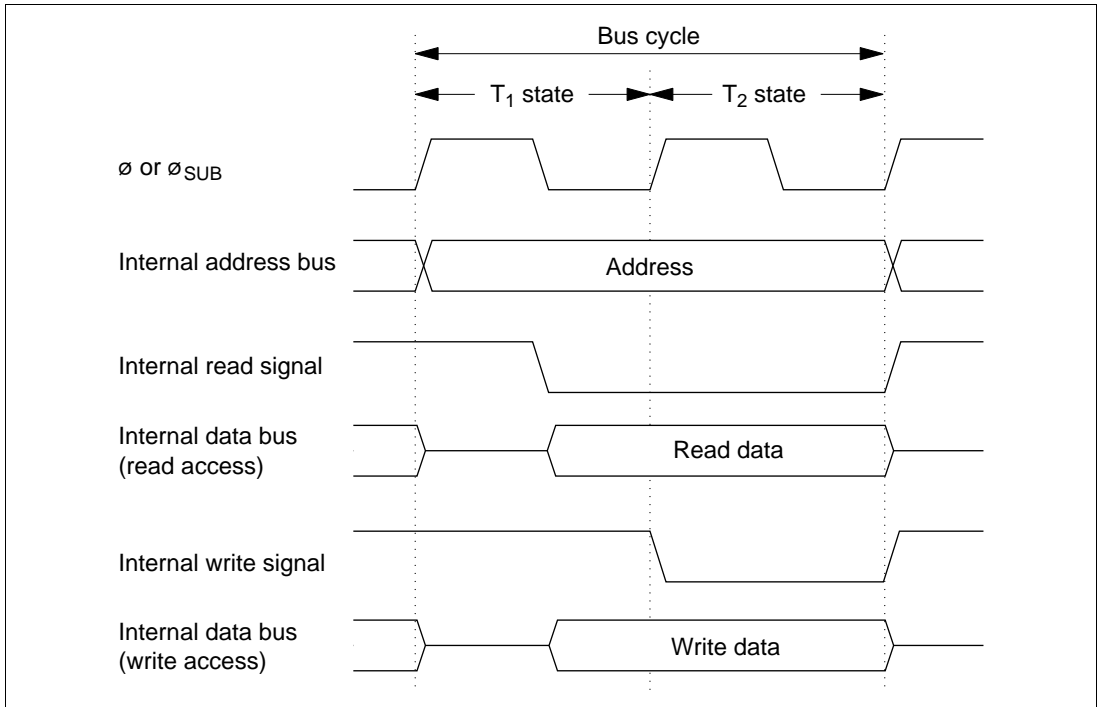 Bus cycle
T₁ state
T₂ state
ø or ø SUB
Internal address bus
Address
Internal read signal
Internal data bus
(read access)
Read data
Internal write signal
Internal data bus
(write access)
Write data